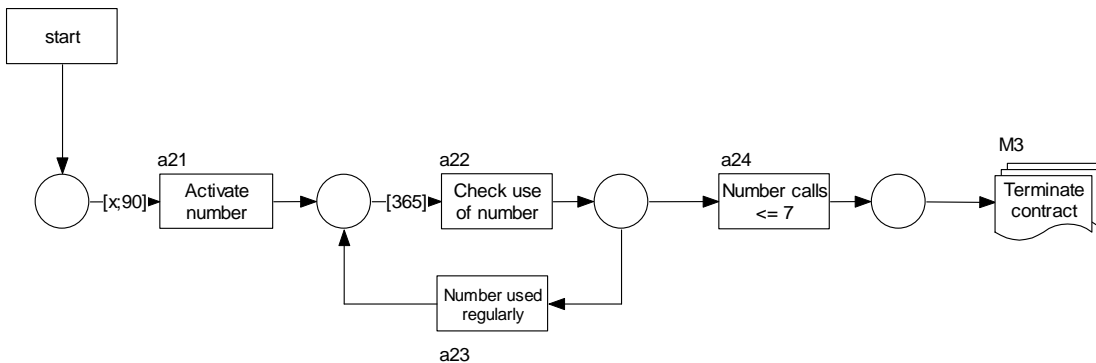 start
a21
a22
a24
M3
[x;90]
Activate
number
[365]
Check use
of number
Number calls
<= 7
Terminate
contract
Number used
regularly
a23